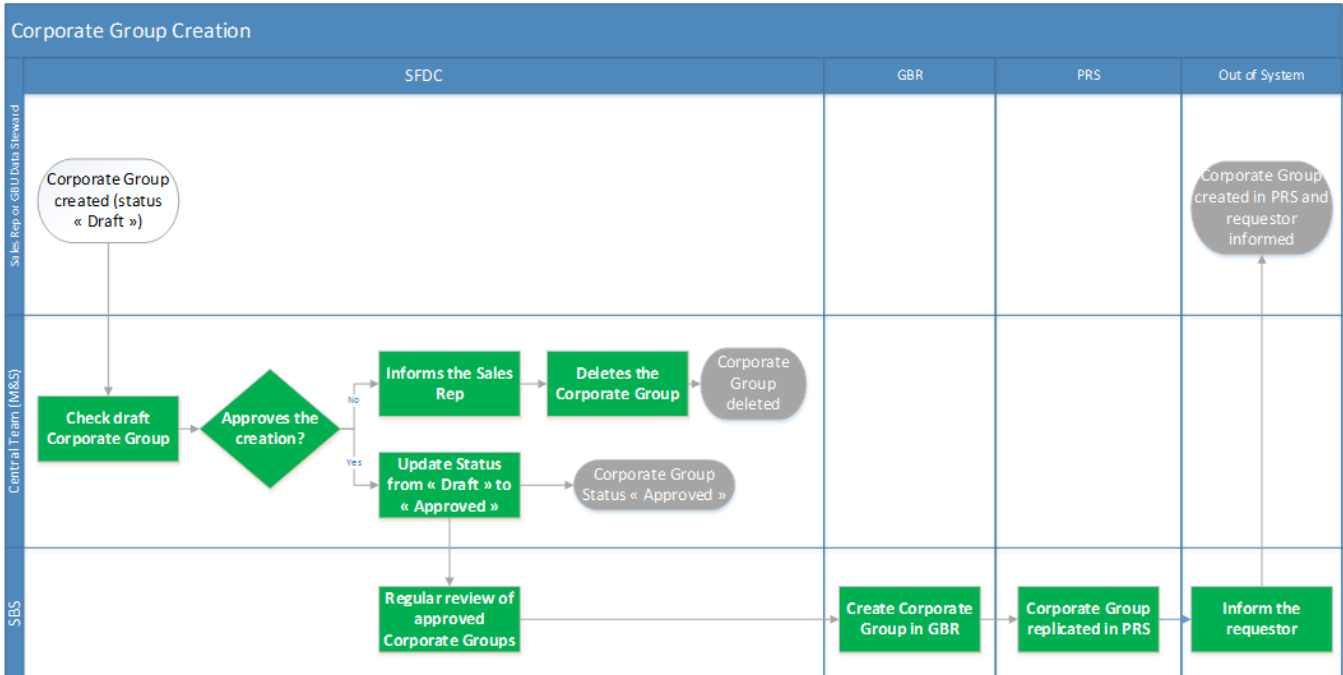 Corporate Group Creation
SFDC
GBR
PRS
Out of System
Sales Rep or GBU Data Steward
Corporate Group
created (status
« Draft »)
Corporate Group
created in PRS and
requestor
informed
Central Team (M&S)
Check draft
Corporate Group
Approves the
creation?
No
Informs the Sales
Rep
Deletes the
Corporate Group
Corporate
Group
deleted
Yes
Update Status
from « Draft » to
« Approved »
Corporate Group
Status « Approved »
SBS
Regular review of
approved
Corporate Groups
Create Corporate
Group in GBR
Corporate Group
replicated in PRS
Inform the
requestor